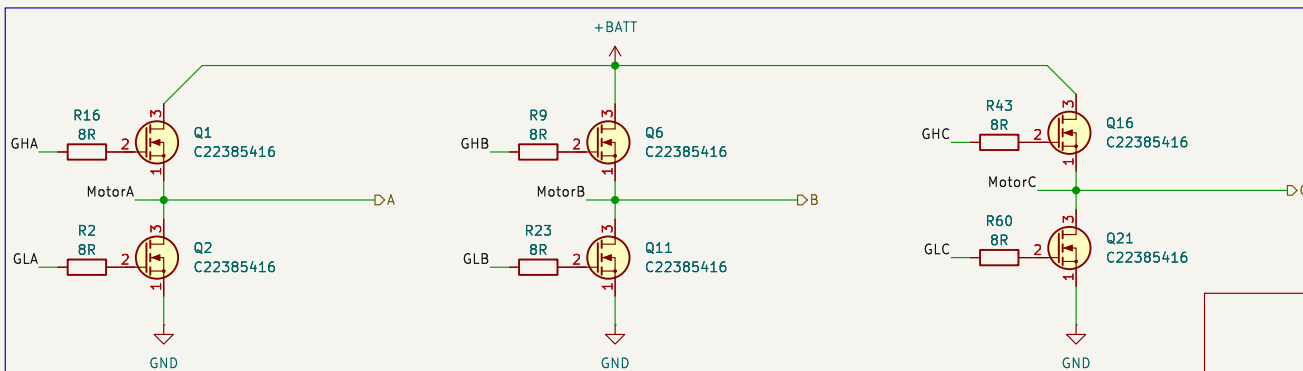 +BATT
R16
8R
GHA
2
3
1
Q1
C22385416
R9
8R
GHB
2
3
1
Q6
C22385416
R43
8R
GHC
2
3
1
Q16
C22385416
MotorA
A
MotorB
B
MotorC
R2
8R
GLA
2
3
1
Q2
C22385416
R23
8R
GLB
2
3
1
Q11
C22385416
R60
8R
GLC
2
3
1
Q21
C22385416
GND
GND
GND